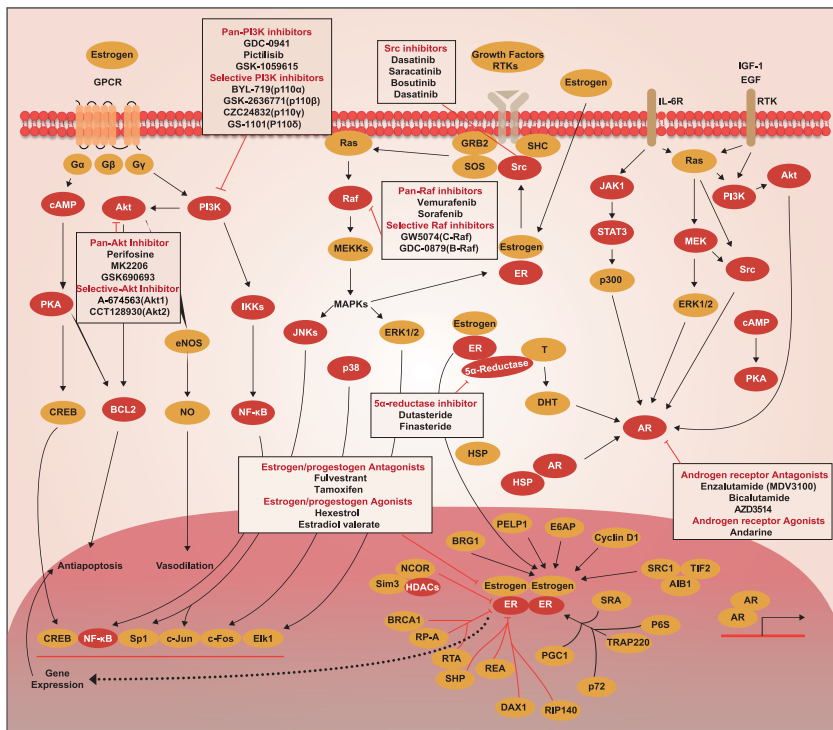 Estrogen
GPCR
Gα
Gβ
Gγ
cAMP
Akt
PI3K
Pan-PI3K inhibitors
GDC-0941
Pictilisib
GSK-1059615
Selective PI3K inhibitors
BYL-719(p110α)
GSK-2636771(p110β)
CZC24832(p110γ)
GS-1101(P110δ)
Src inhibitors
Dasatinib
Saracatinib
Bosutinib
Dasatinib
Growth Factors
RTKs
Estrogen
IGF-1
EGF
IL-6R
RTK
Ras
GRB2
SHC
SOS
Src
Raf
Pan-Raf inhibitors
Vemurafenib
Sorafenib
Selective Raf inhibitors
GW5074(C-Raf)
GDC-0879(B-Raf)
MEKKs
MAPKs
Estrogen
ER
JAK1
STAT3
p300
Ras
PI3K
Akt
MEK
Src
ERK1/2
cAMP
PKA
Pan-Akt Inhibitor
Perifosine
MK2206
GSK690693
Selective-Akt Inhibitor
A-674563(Akt1)
CCT128930(Akt2)
PKA
IKKs
eNOS
JNKs
ERK1/2
p38
Estrogen
ER
5α-Reductase
T
DHT
5α-reductase inhibitor
Dutasteride
Finasteride
CREB
BCL2
NO
NF-κB
HSP
HSP
AR
AR
Estrogen/progestogen Antagonists
Fulvestrant
Tamoxifen
Estrogen/progestogen Agonists
Hexestrol
Estradiol valerate
Androgen receptor Antagonists
Enzalutamide (MDV3100)
Bicalutamide
AZD3514
Androgen receptor Agonists
Andarine
Antiapoptosis
Vasodilation
BRG1
PELP1
E6AP
Cyclin D1
NCOR
Sim3
HDACs
Estrogen
Estrogen
ER
ER
SRC1
TIF2
AIB1
BRCA1
RP-A
RTA
SHP
REA
DAX1
RIP140
PGC1
SRA
P6S
TRAP220
p72
AR
AR
CREB
NF-κB
Sp1
c-Jun
c-Fos
Elk1
Gene
Expression